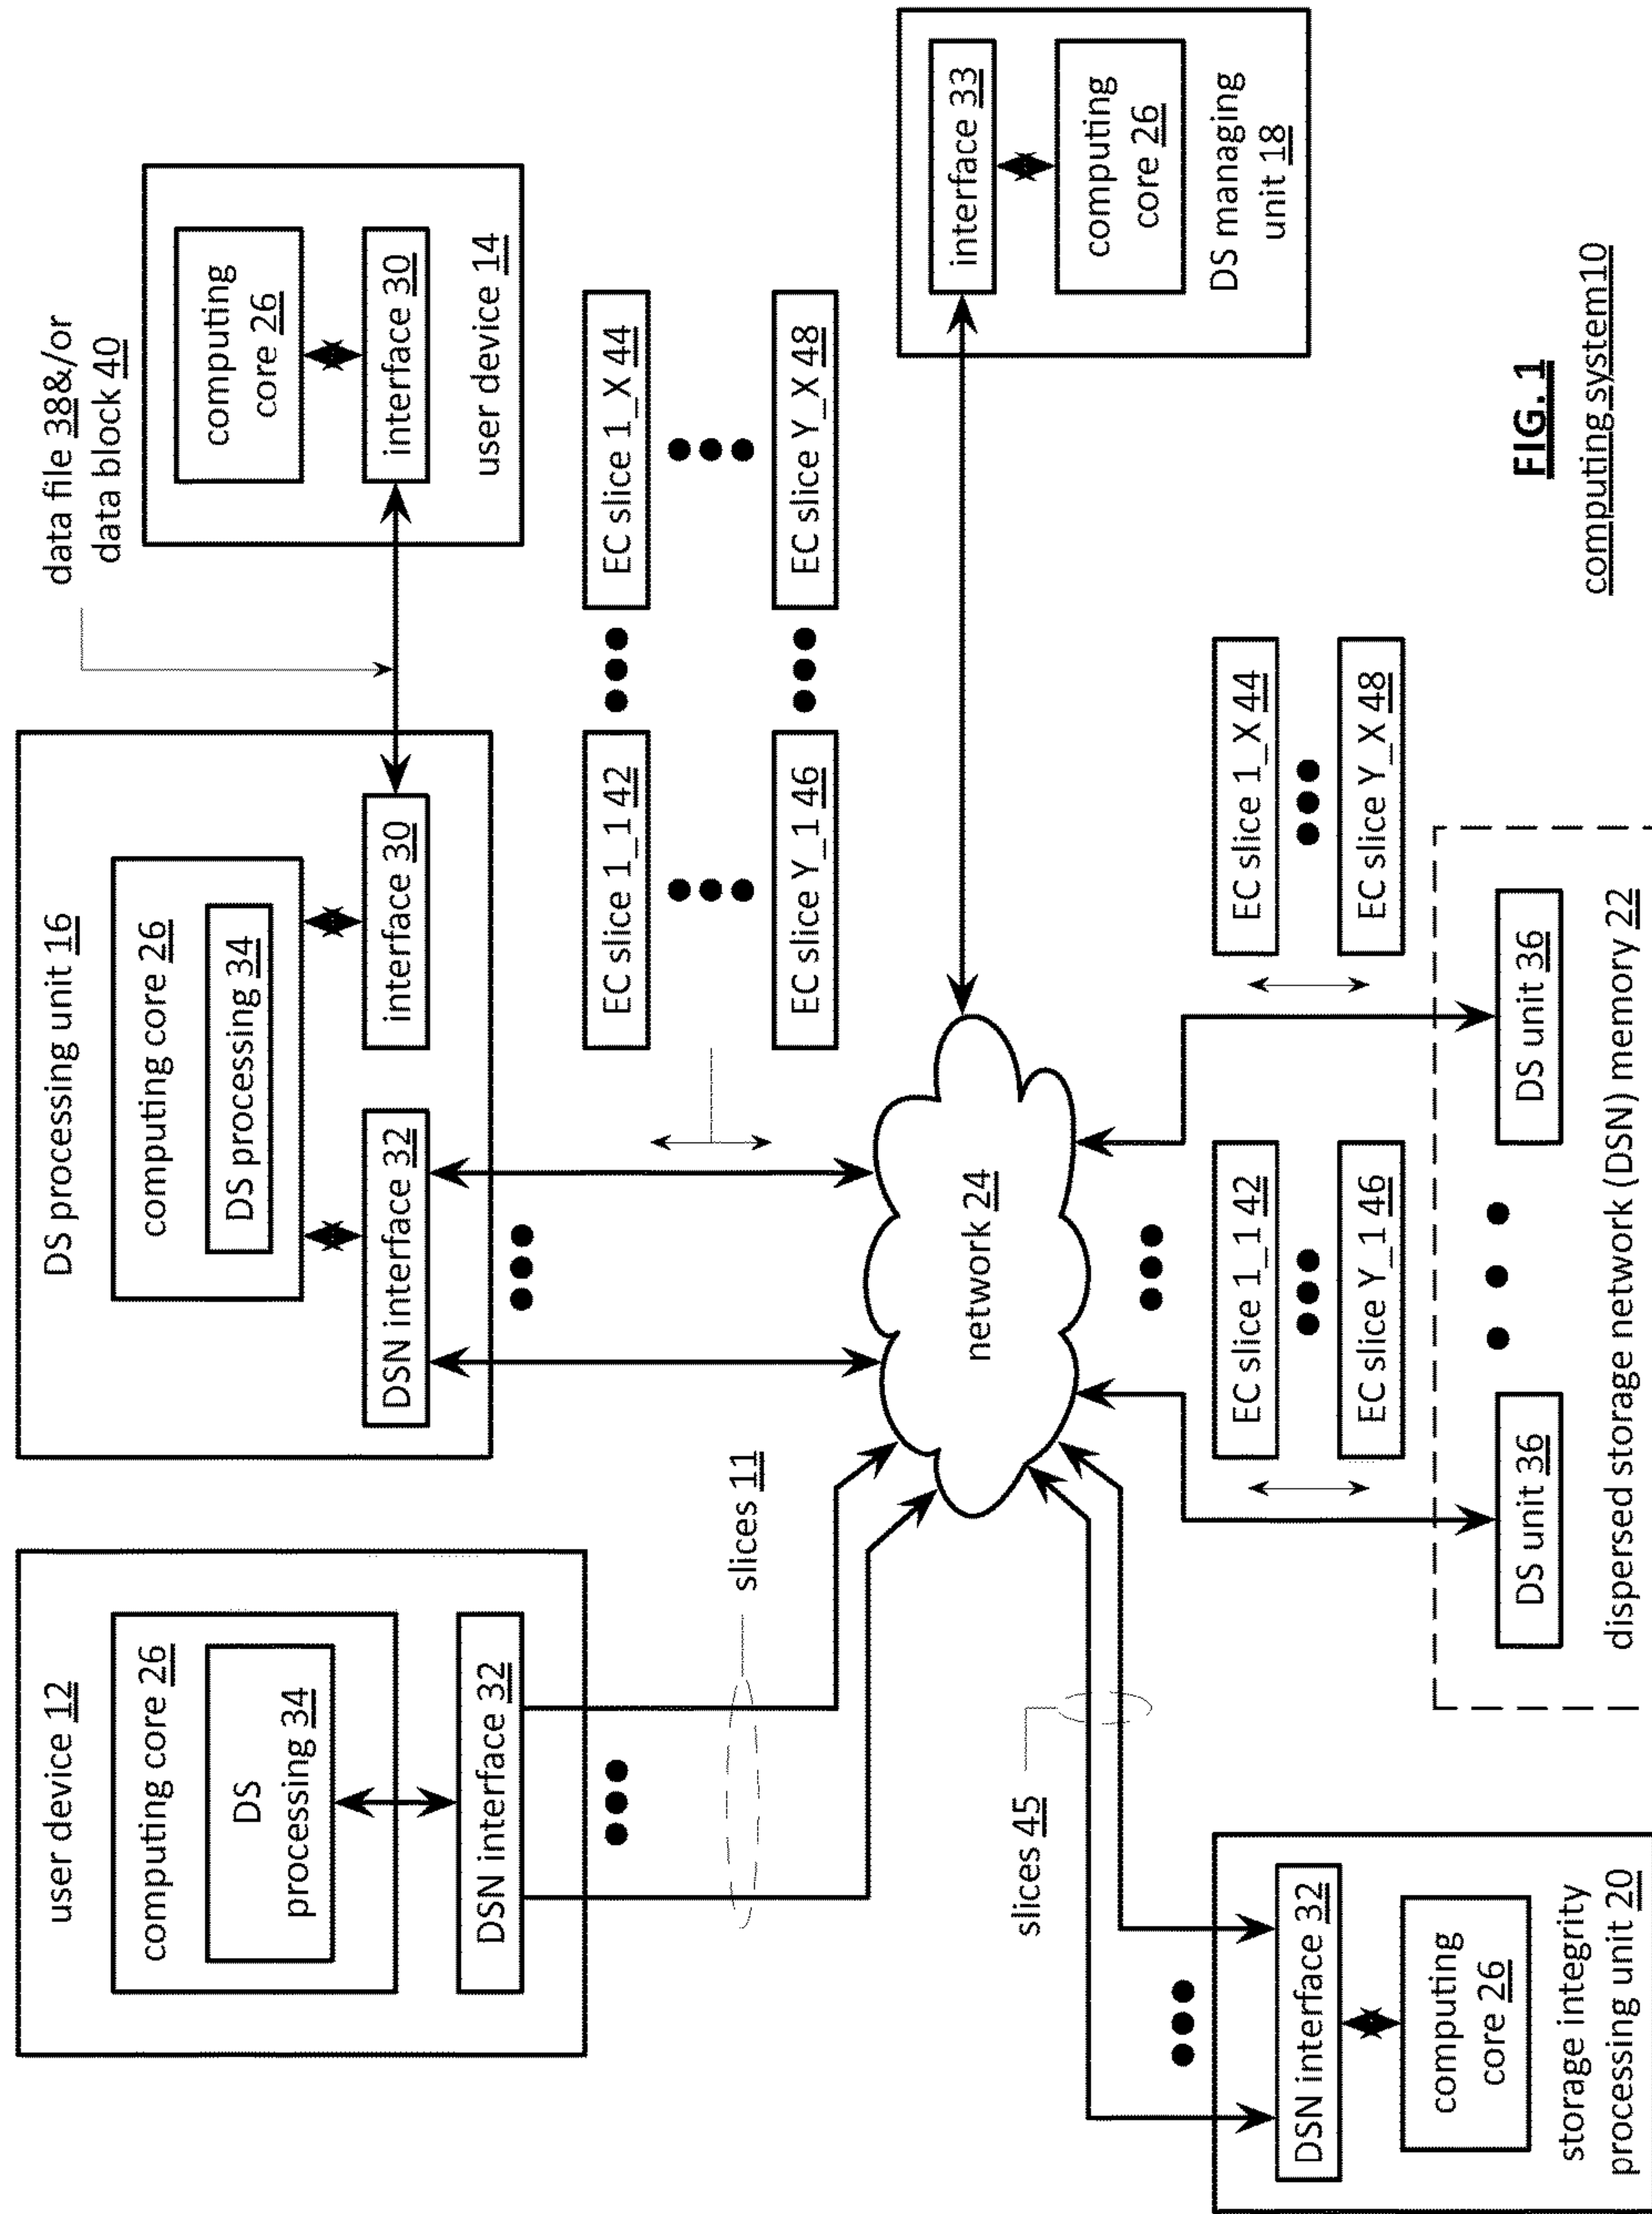 user device 12
computing core 26
DS
processing 34
DSN interface 32
slices 11
DS processing unit 16
computing core 26
DS processing 34
DSN interface 32
interface 30
data file 38&/or
data block 40
computing
core 26
interface 30
user device 14
EC slice 1_1 42
EC slice 1_X 44
EC slice Y_1 46
EC slice Y_X 48
network 24
interface 33
computing
core 26
DS managing
unit 18
slices 45
DSN interface 32
computing
core 26
storage integrity
processing unit 20
EC slice 1_1 42
EC slice Y_1 46
EC slice 1_X 44
EC slice Y_X 48
DS unit 36
DS unit 36
dispersed storage network (DSN) memory 22
FIG. 1
computing system10